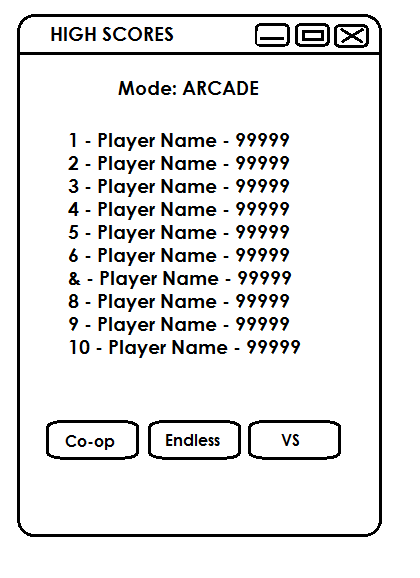 HIGH SCORES
Mode: ARCADE
1 - Player Name - 99999
2 - Player Name - 99999
3 - Player Name - 99999
4 - Player Name - 99999
5 - Player Name - 99999
6 - Player Name - 99999
& - Player Name - 99999
8 - Player Name - 99999
9 - Player Name - 99999
10 - Player Name - 99999
Co-op Endless VS